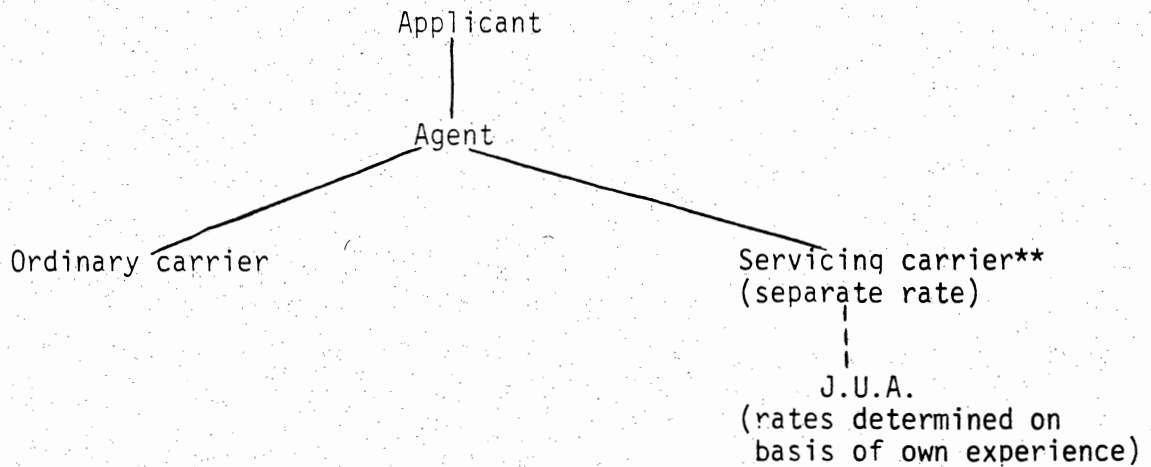 Applicant
Agent
Ordinary carrier
Servicing carrier**
(separate rate)
J.U.A.
(rates determined on
basis of own experience)